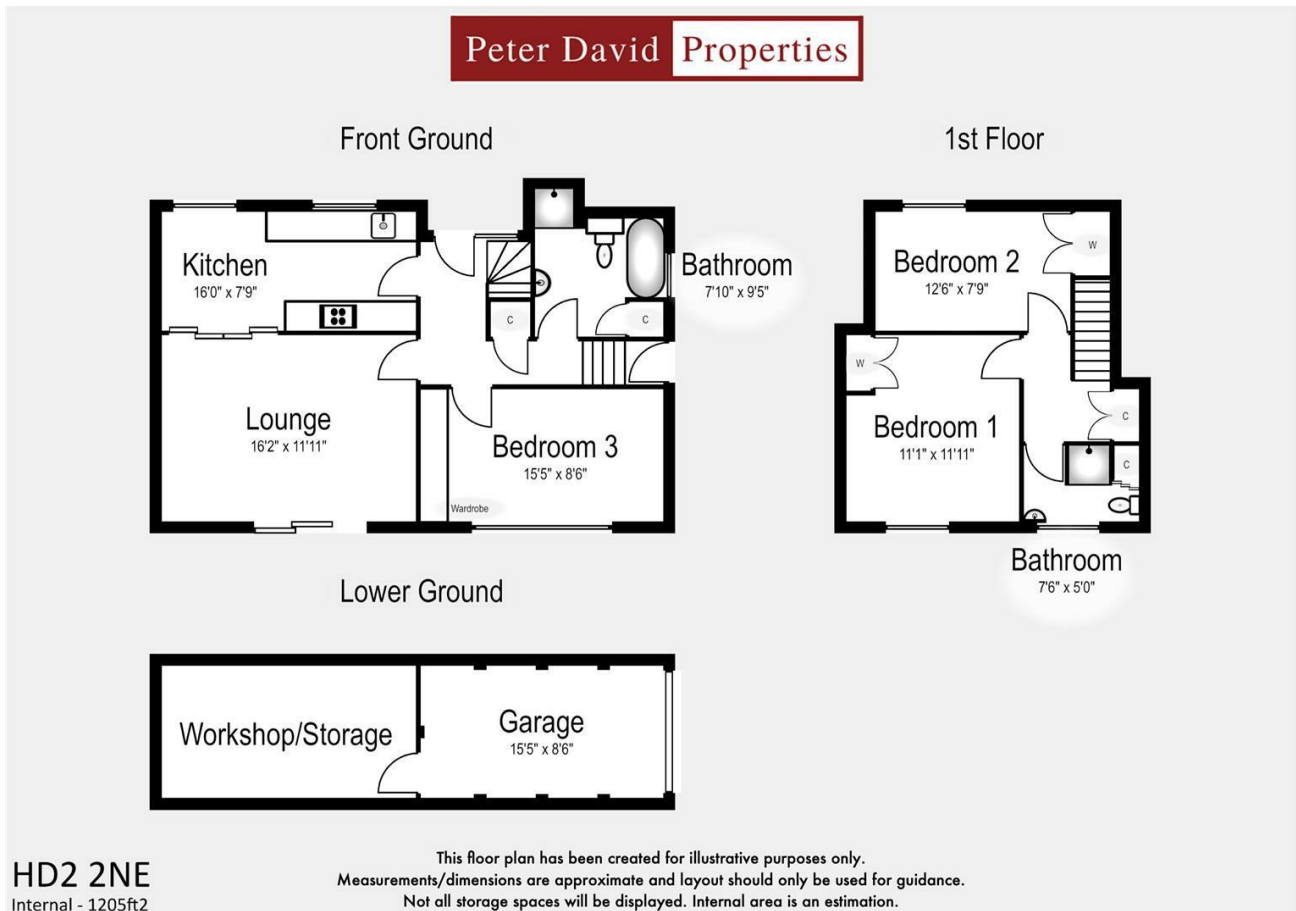 Peter David Properties
Front Ground
1st Floor
Kitchen
16'0" x 7'9"
Bathroom
7'10" x 9'5"
C
C
Lounge
16'2" x 11'11"
Bedroom 3
15'5" x 8'6"
Wardrobe
Bedroom 2
12'6" x 7'9"
W
W
Bedroom 1
11'1" x 11'11"
C
C
Bathroom
7'6" x 5'0"
Lower Ground
Workshop/Storage
Garage
15'5" x 8'6"
HD2 2NE
Internal - 1205ft2
This floor plan has been created for illustrative purposes only.
Measurements/dimensions are approximate and layout should only be used for guidance.
Not all storage spaces will be displayed. Internal area is an estimation.